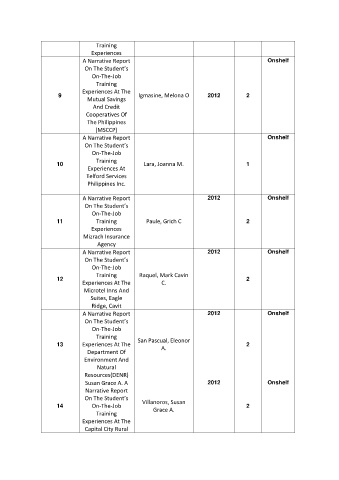 Training
Experiences
A Narrative Report
On The Student's
On-The-Job
Training
Experiences At The
Mutual Savings
And Credit
Cooperatives Of
The Philippines
(MSCCP)
9
Igmasine, Melona O
2012
2
Onshelf
A Narrative Report
On The Student's
On-The-Job
Training
Experiences At
Telford Services
Philippines Inc.
10
Lara, Joanna M.
1
Onshelf
A Narrative Report
On The Student's
On-The-Job
Training
Experiences
Mizrach Insurance
Agency
11
Paule, Grich C
2012
2
Onshelf
A Narrative Report
On The Student's
On-The-Job
Training
Experiences At The
Microtel Inns And
Suites, Eagle
Ridge, Cavit
12
Raquel, Mark Cavin
C.
2012
2
Onshelf
A Narrative Report
On The Student's
On-The-Job
Training
Experiences At The
Department Of
Environment And
Natural
Resources(DENR)
13
San Pascual, Eleonor
A.
2012
2
Onshelf
Susan Grace A. A
Narrative Report
On The Student's
On-The-Job
Training
Experiences At The
Capital City Rural
14
Villanoros, Susan
Grace A.
2012
2
Onshelf